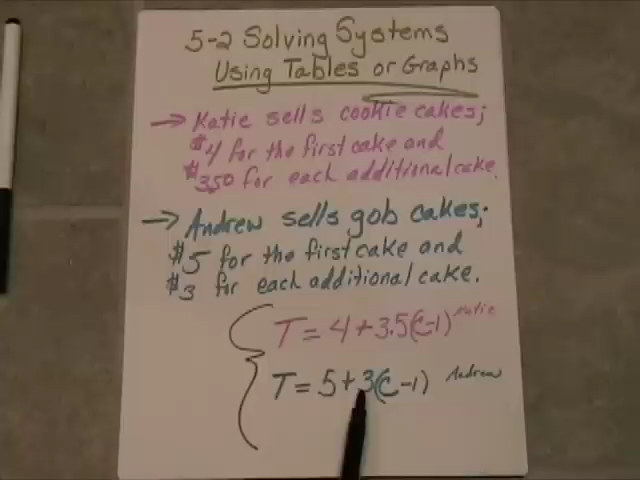 5-2 Solving Systems
Using Tables or Graphs
→ Katie sells cookie cakes;
$4 for the first cake and
$3.50 for each additional cake.
→ Andrew sells gob cakes;
$5 for the first cake and
$3 for each additional cake.
T = 4 + 3.5(c-1) Katie
T = 5 + 3(c-1) Andrew